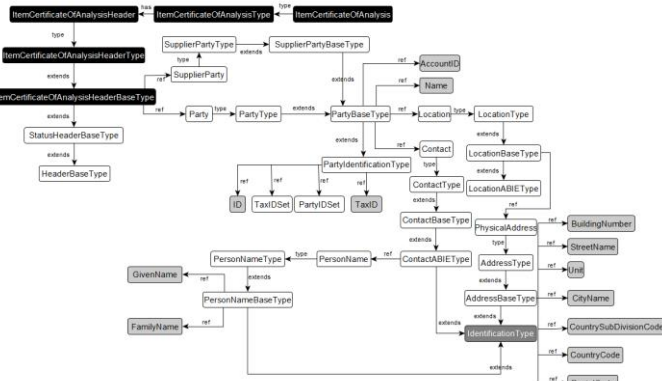 ItemCertificateOfAnalysisHeader
has
ItemCertificateOfAnalysisType
type
ItemCertificateOfAnalysis
type
SupplierPartyType
extends
SupplierPartyBaseType
ItemCertificateOfAnalysisHeaderType
type
ref
AccountID
extends
SupplierParty
ref
extends
ref
Name
emCertificateOfAnalysisHeaderBaseType
ref
Party
type
PartyType
extends
PartyBaseType
ref
Location
type
LocationType
extends
StatusHeaderBaseType
extends
ref
Contact
extends
LocationBaseType
extends
HeaderBaseType
PartyIdentificationType
type
extends
ref
ref
ref
ref
ContactType
LocationABIEType
ID
TaxIDSet
PartyIDSet
TaxID
extends
ref
ContactBaseType
PhysicalAddress
ref
BuildingNumber
extends
type
ref
StreetName
PersonNameType
type
PersonName
ref
ContactABIEType
AddressType
ref
Unit
GivenName
ref
extends
extends
PersonNameBaseType
AddressBaseType
ref
CityName
FamilyName
ref
extends
extends
IdentificationType
ref
CountrySubDivisionCode
extends
ref
CountryCode
ref